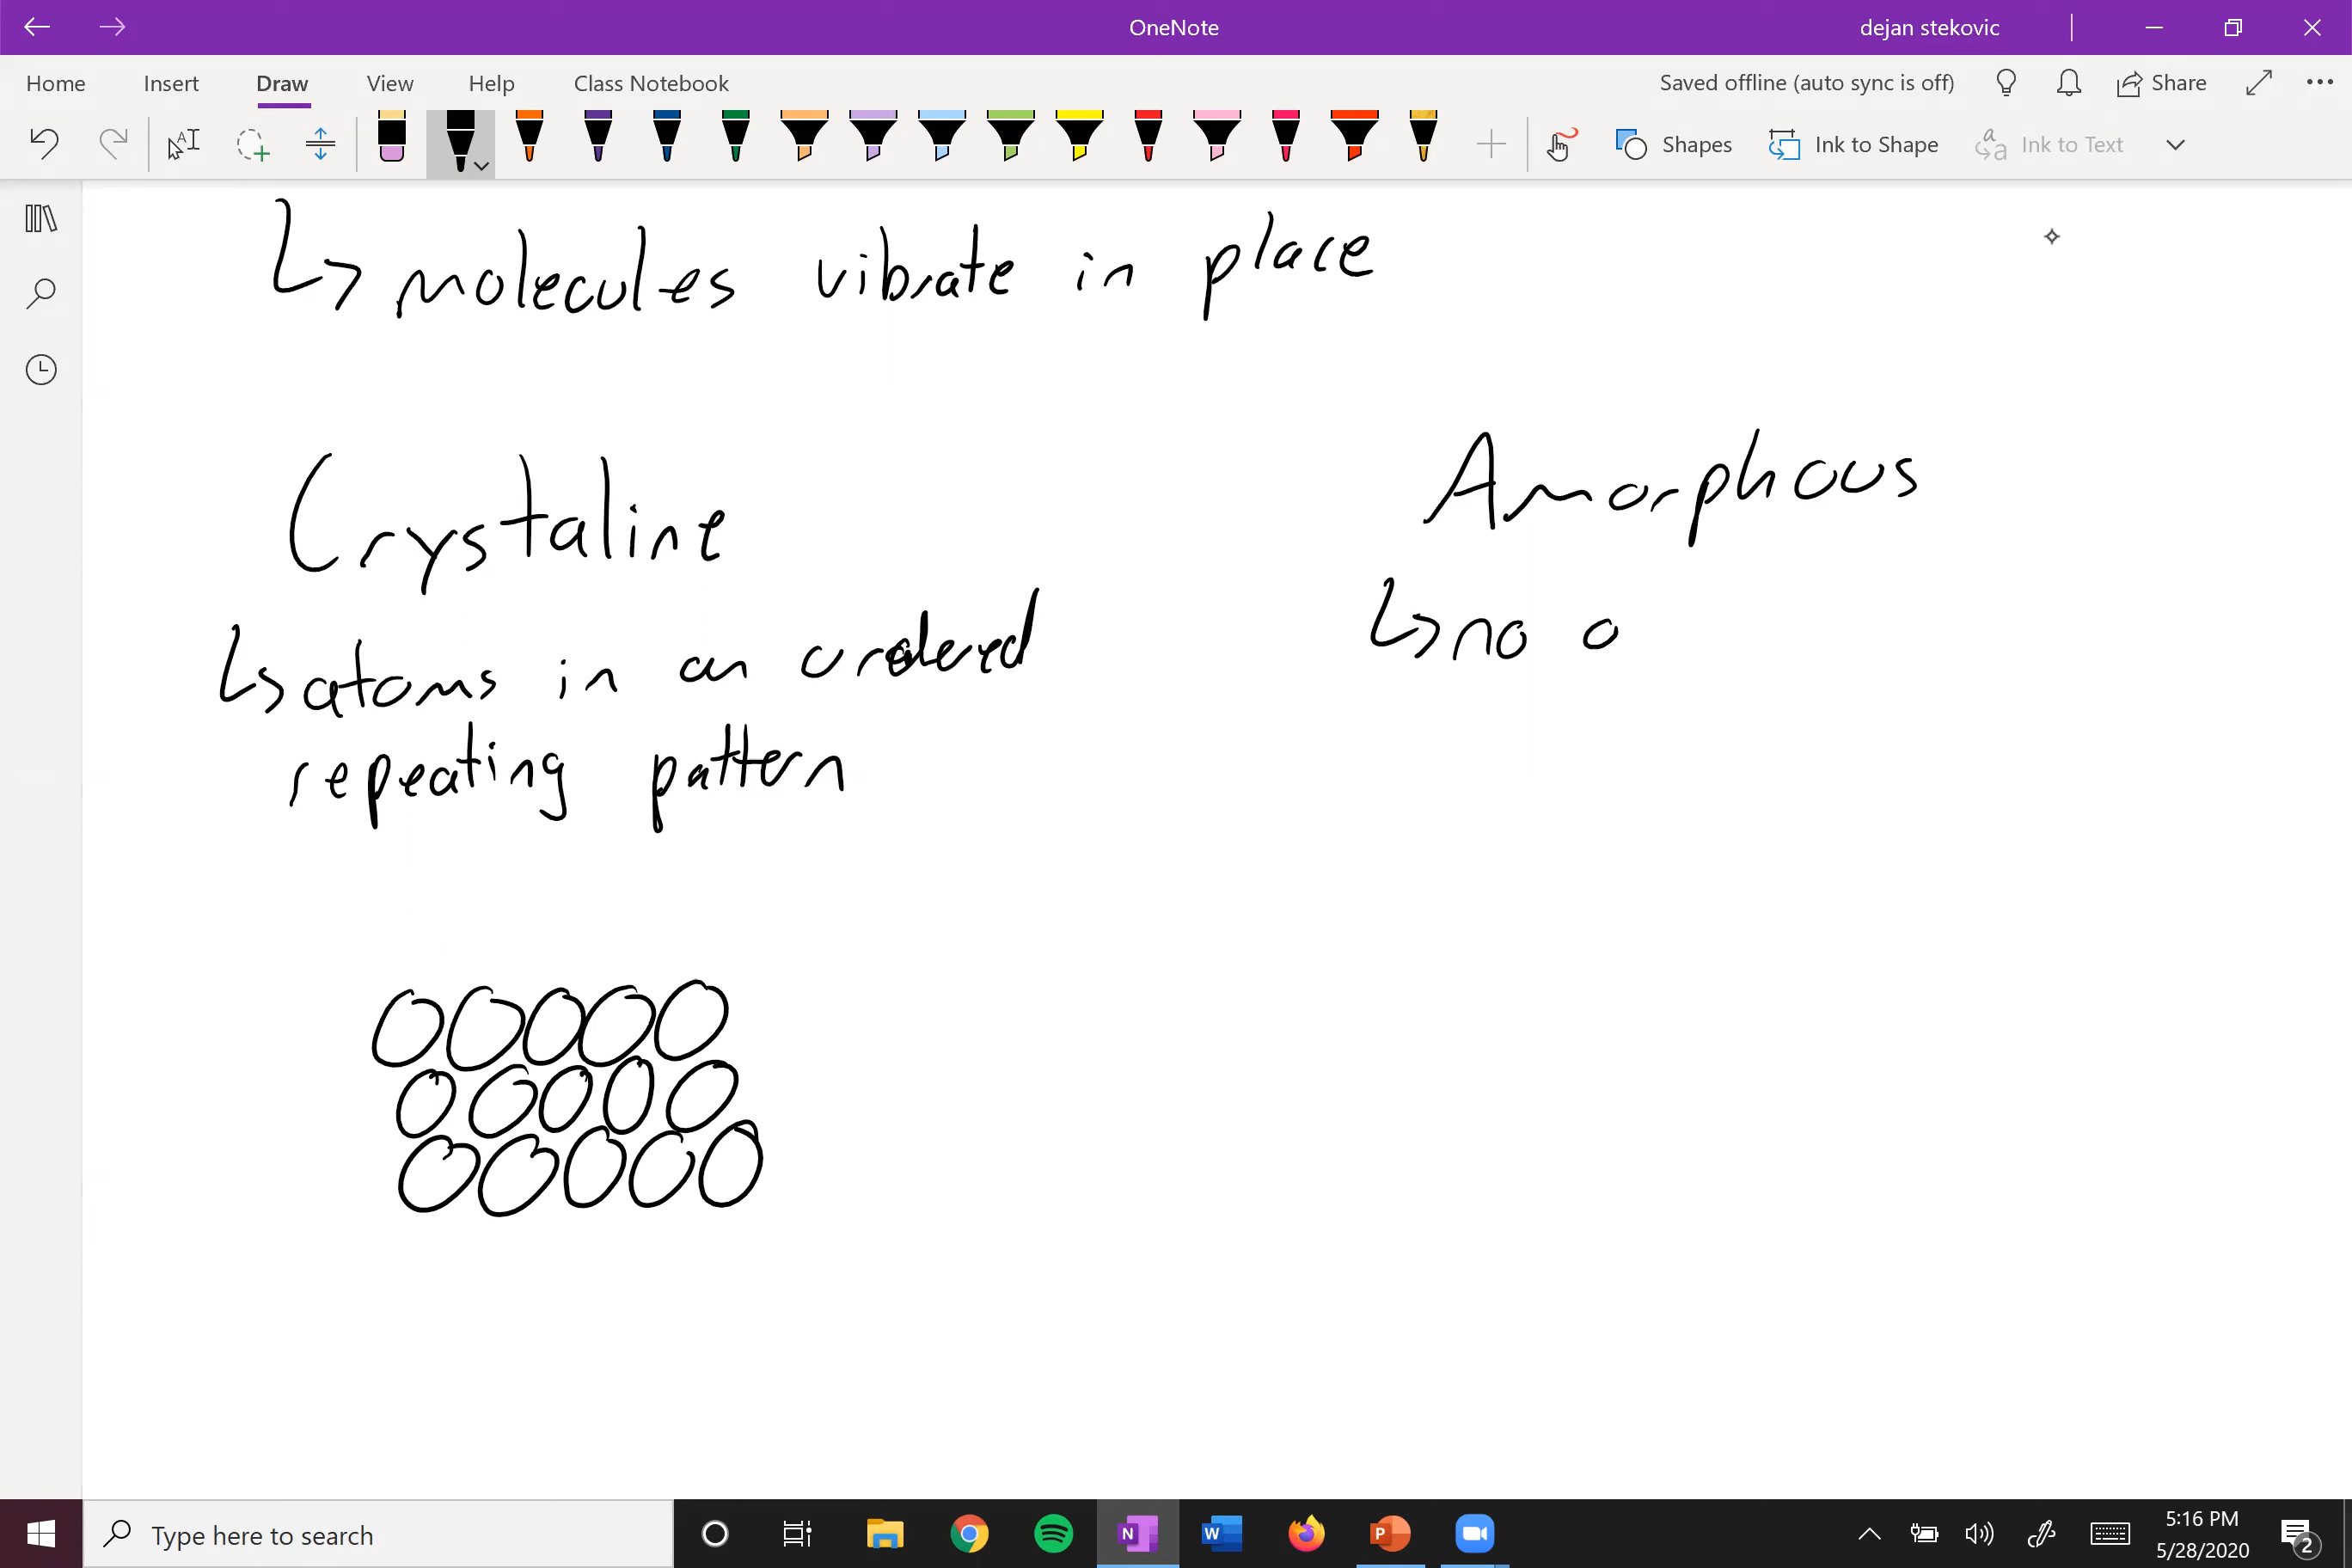 OneNote
dejan stekovic
Home Insert Draw View Help Class Notebook
Saved offline (auto sync is off) Share
Shapes Ink to Shape Ink to Text
↳ molecules vibrate in place
Crystaline
↳ atoms in an ordered
repeating pattern
Amorphous
↳ no o
Type here to search
5:16 PM
5/28/2020
2